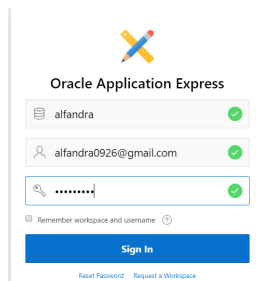 Oracle Application Express
alfandra
alfandra0926@gmail.com
•••••••••
Remember workspace and username ?
Sign In
Reset Password Request a Workspace